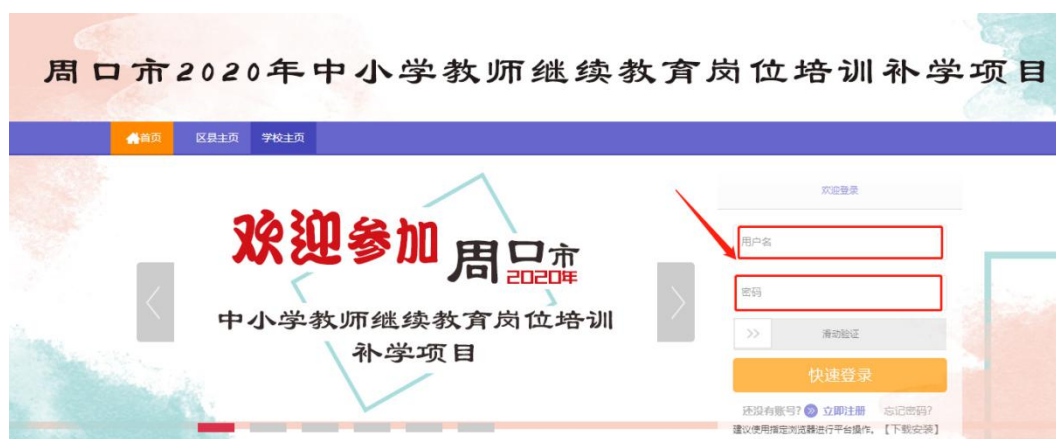 周口市2020年中小学教师继续教育岗位培训补学项目
首页 区县主页 学校主页
欢迎登录
欢迎参加 周口市
2020年
中小学教师继续教育岗位培训
补学项目
用户名
密码
>> 滑动验证
快速登录
还没有账号? 立即注册 忘记密码?
建议使用指定浏览器进行平台操作。【下载安装】